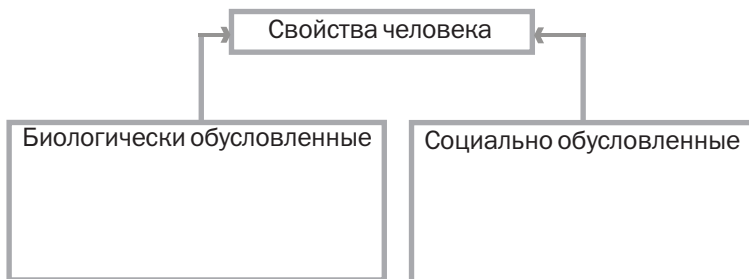 Свойства человека
Биологически обусловленные
Социально обусловленные